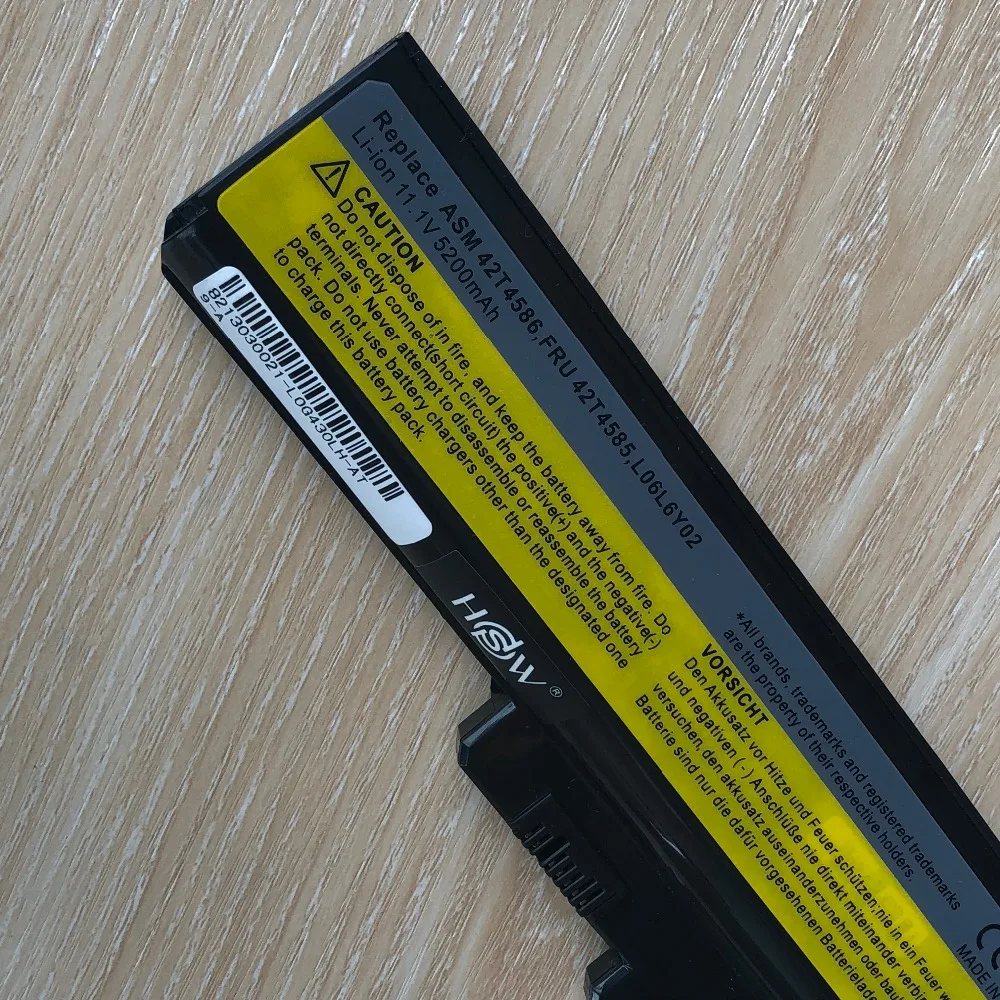 Replace ASM 42T4586,FRU 42T4585,L06L6Y02
Li-ion 11.1V 5200mAh
*All brands, trademarks and registered trademarks
are the property of their respective holders.
MADE IN
CAUTION
Do not dispose of in fire, and keep the battery away from fire. Do
not directly connect(short circuit) the positive(+) and the negative(-)
terminals. Never attempt to disassemble or reassemble the battery
pack. Do not use battery chargers other than the designated one
to charge this battery pack.
VORSICHT
Den Akkusatz vor Hitze und Feuer schützen;nie in ein Feuer
und negativen (-) Anschlüße nie direkt miteinander
versuchen, den akkusatz auseinanderzunehmen oder
Batterie sind nur die dafür vorgesehenen Batterielade
8213030021-L0G430LH-AT
9-A
HSW®